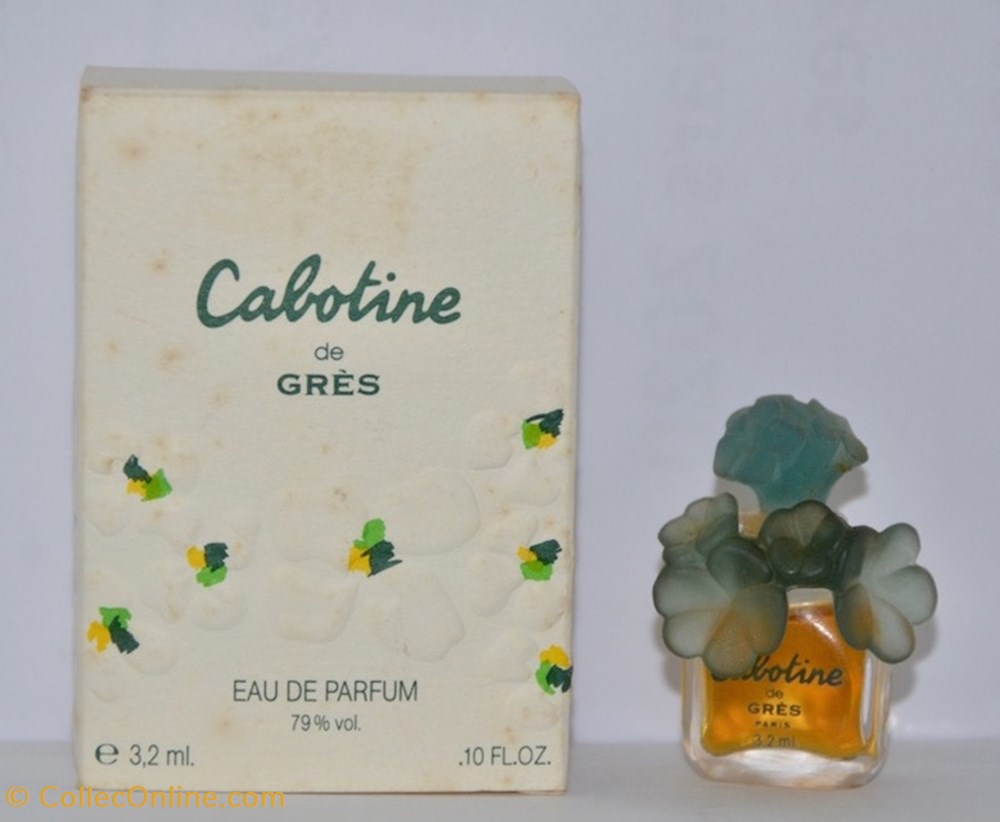 Cabotine
de
GRÈS
EAU DE PARFUM
79% vol.
℮ 3,2 ml.
.10 FL.OZ.
Cabotine
de
GRÈS
PARIS
3,2 ml
© CollecOnline.com